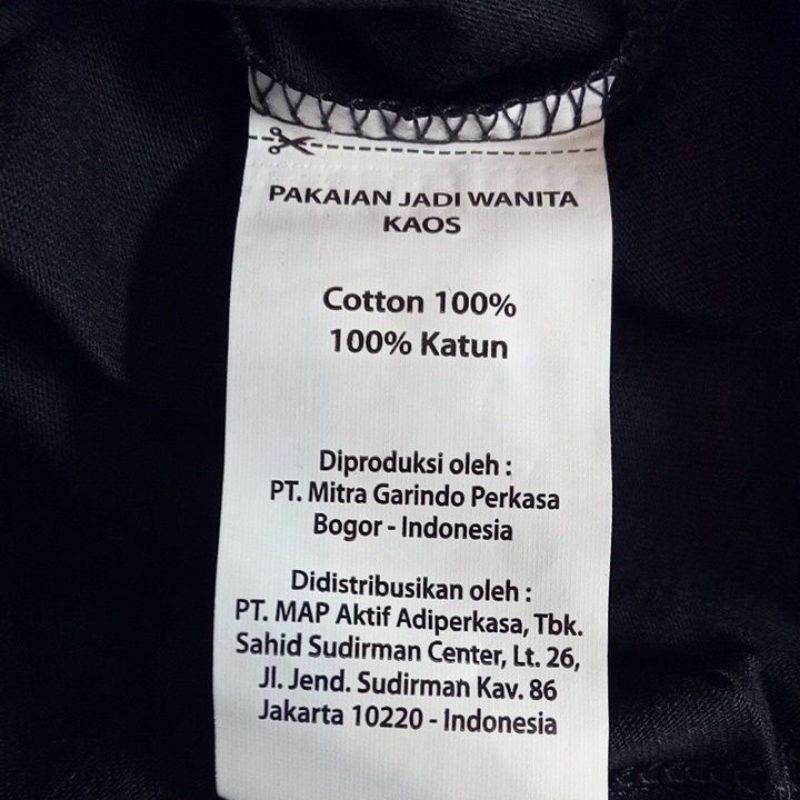 PAKAIAN JADI WANITA
KAOS
Cotton 100%
100% Katun
Diproduksi oleh :
PT. Mitra Garindo Perkasa
Bogor - Indonesia
Didistribusikan oleh :
PT. MAP Aktif Adiperkasa, Tbk.
Sahid Sudirman Center, Lt. 26,
Jl. Jend. Sudirman Kav. 86
Jakarta 10220 - Indonesia